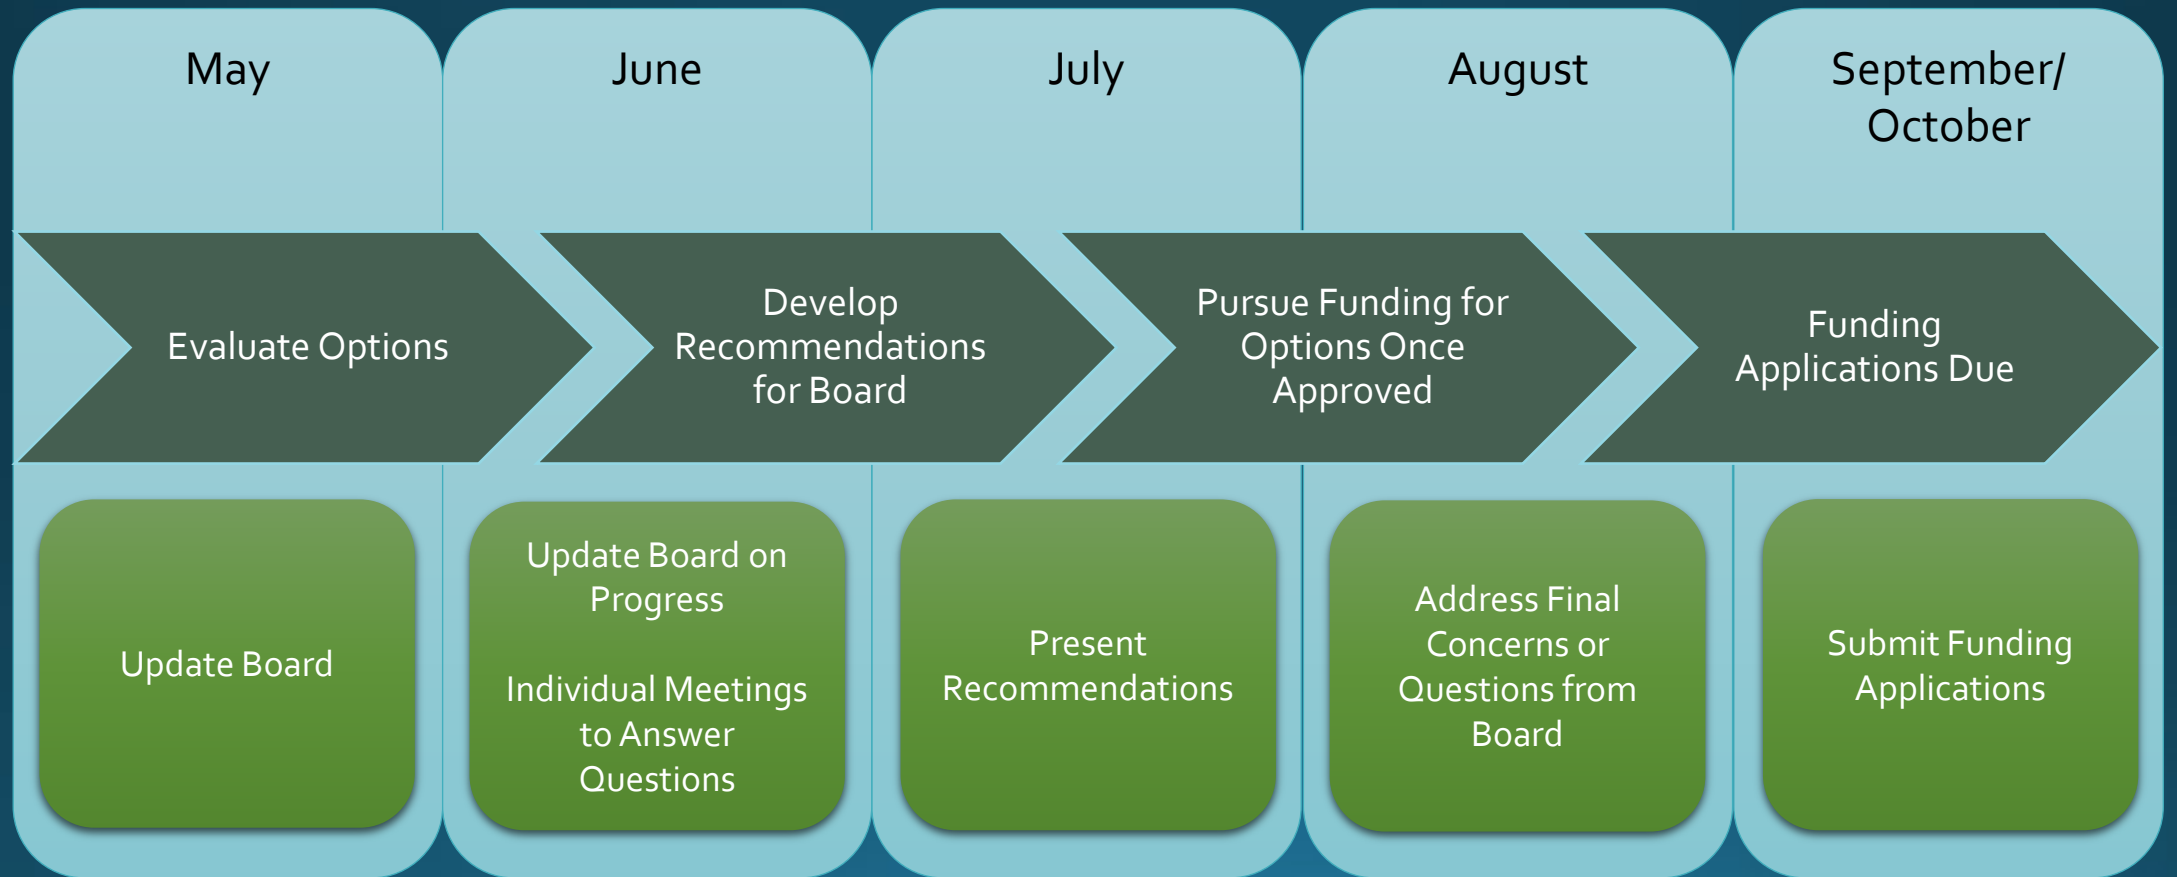 May
June
July
August
September/
October
Evaluate Options
Develop
Recommendations
for Board
Pursue Funding for
Options Once
Approved
Funding
Applications Due
Update Board
Update Board on
Progress
Individual Meetings
to Answer
Questions
Present
Recommendations
Address Final
Concerns or
Questions from
Board
Submit Funding
Applications